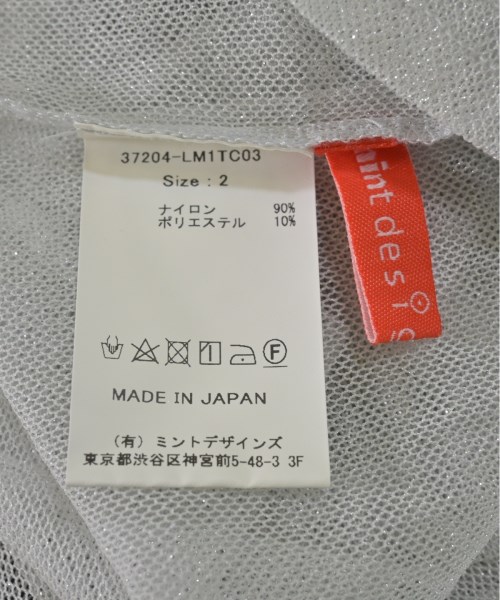 37204-LM1TC03
Size : 2
ナイロン 90%
ポリエステル 10%
F
MADE IN JAPAN
(有) ミントデザインズ
東京都渋谷区神宮前5-48-3 3F
mint desig